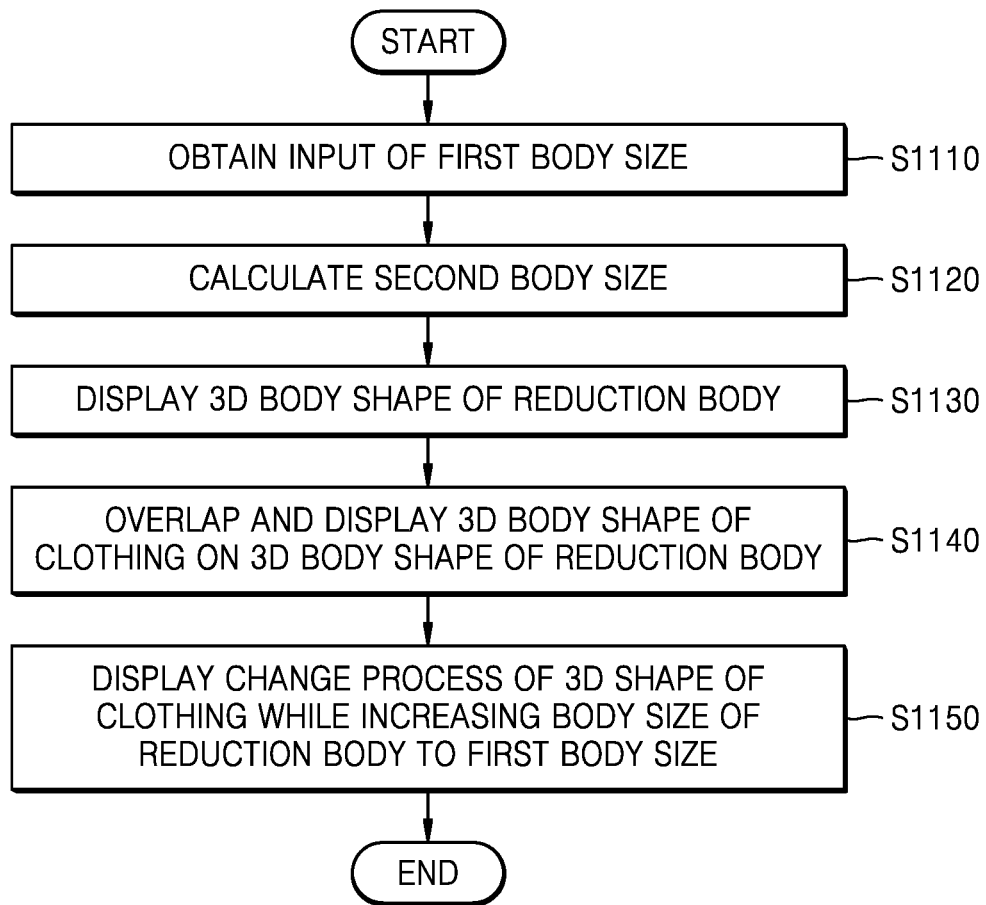 START
OBTAIN INPUT OF FIRST BODY SIZE
S1110
CALCULATE SECOND BODY SIZE
S1120
DISPLAY 3D BODY SHAPE OF REDUCTION BODY
S1130
OVERLAP AND DISPLAY 3D BODY SHAPE OF
CLOTHING ON 3D BODY SHAPE OF REDUCTION BODY
S1140
DISPLAY CHANGE PROCESS OF 3D SHAPE OF
CLOTHING WHILE INCREASING BODY SIZE OF
REDUCTION BODY TO FIRST BODY SIZE
S1150
END